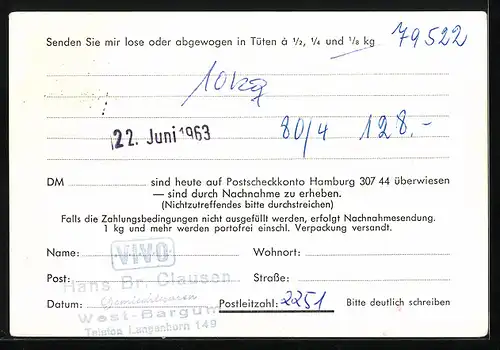 Senden Sie mir lose oder abgewogen in Tüten à 1/2, 1/4 und 1/8 kg 79522
10 kg
22. Juni 1963 80/4 128.-
DM sind heute auf Postscheckkonto Hamburg 307 44 überwiesen
— sind durch Nachnahme zu erheben.
(Nichtzutreffendes bitte durchstreichen)
Falls die Zahlungsbedingungen nicht ausgefüllt werden, erfolgt Nachnahmesendung.
1 kg und mehr werden portofrei einschl. Verpackung versandt.
Name: VIVO Wohnort:
Post: Hans Br. Clausen Straße:
Gemischtwaren
Datum: West-Bargum Postleitzahl: 2251 Bitte deutlich schreiben
Telefon Langenhorn 149